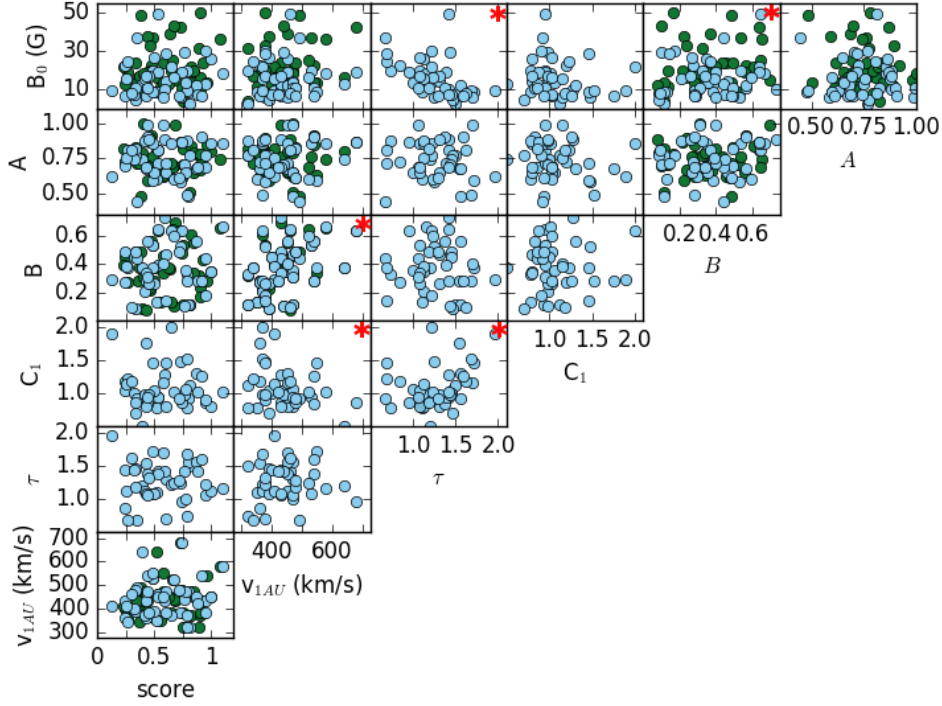 B₀ (G)
50
30
10
A
1.00
0.75
0.50
0.50 0.75 1.00
A
B
0.6
0.4
0.2
0.2 0.4 0.6
B
C₁
2.0
1.5
1.0
1.0 1.5 2.0
C₁
τ
2.0
1.5
1.0
1.0 1.5 2.0
τ
v₁AU (km/s)
700
600
500
400
300
400 600
v₁AU (km/s)
0 0.5 1
score